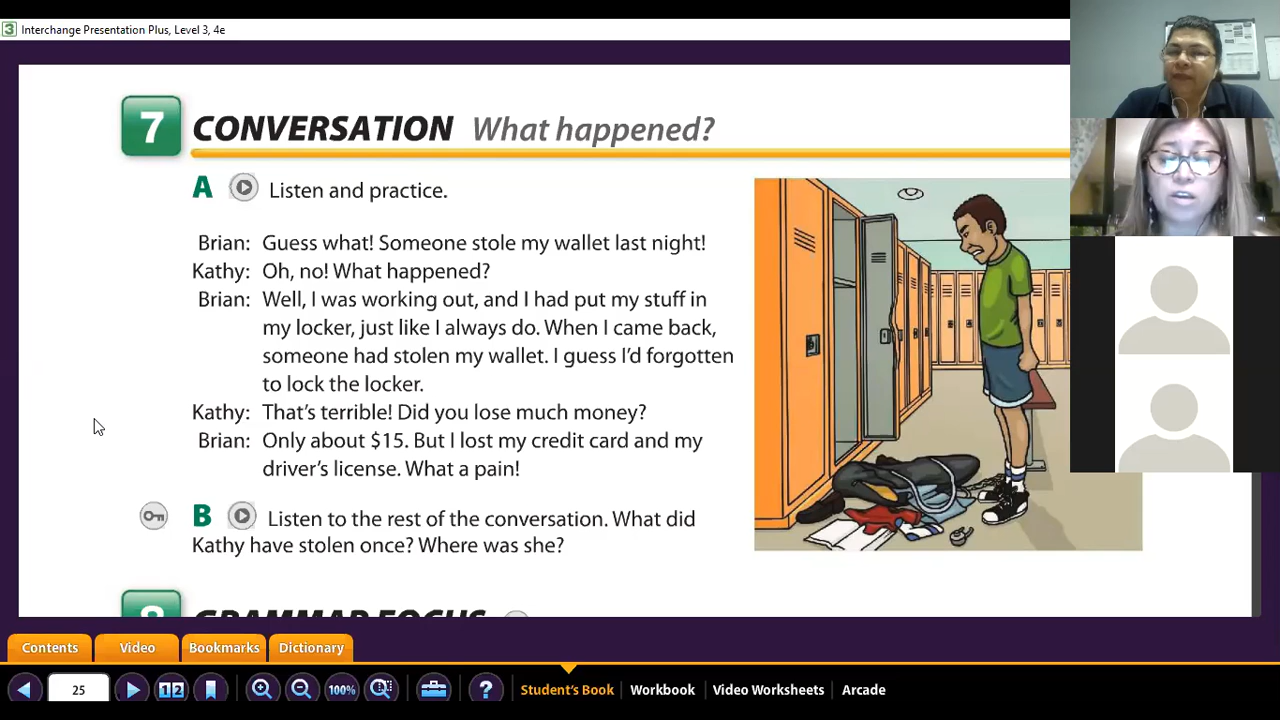 Interchange Presentation Plus, Level 3, 4e
7 CONVERSATION What happened?
A Listen and practice.
Brian: Guess what! Someone stole my wallet last night!
Kathy: Oh, no! What happened?
Brian: Well, I was working out, and I had put my stuff in
my locker, just like I always do. When I came back,
someone had stolen my wallet. I guess I'd forgotten
to lock the locker.
Kathy: That's terrible! Did you lose much money?
Brian: Only about $15. But I lost my credit card and my
driver's license. What a pain!
B Listen to the rest of the conversation. What did
Kathy have stolen once? Where was she?
8 GRAMMAR FOCUS
Contents Video Bookmarks Dictionary
25 1 2 100% ? Student's Book Workbook Video Worksheets Arcade